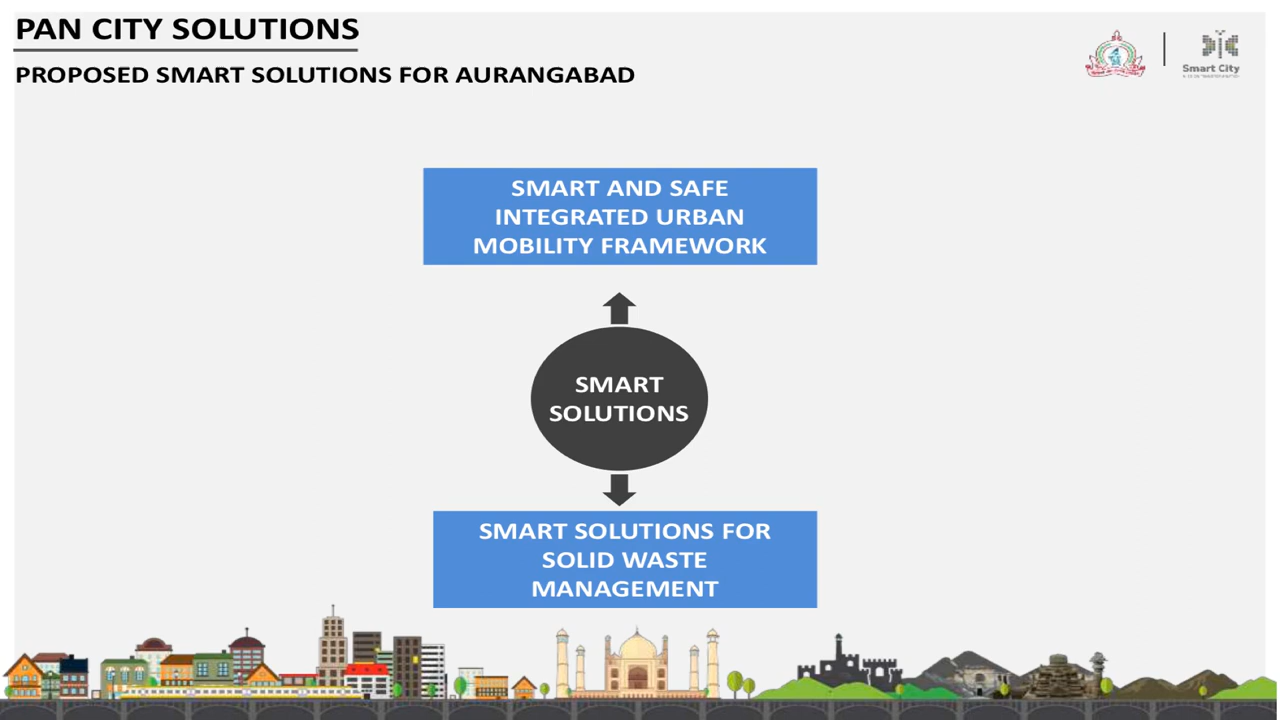 PAN CITY SOLUTIONS
PROPOSED SMART SOLUTIONS FOR AURANGABAD
Smart City
SMART AND SAFE
INTEGRATED URBAN
MOBILITY FRAMEWORK
SMART
SOLUTIONS
SMART SOLUTIONS FOR
SOLID WASTE
MANAGEMENT